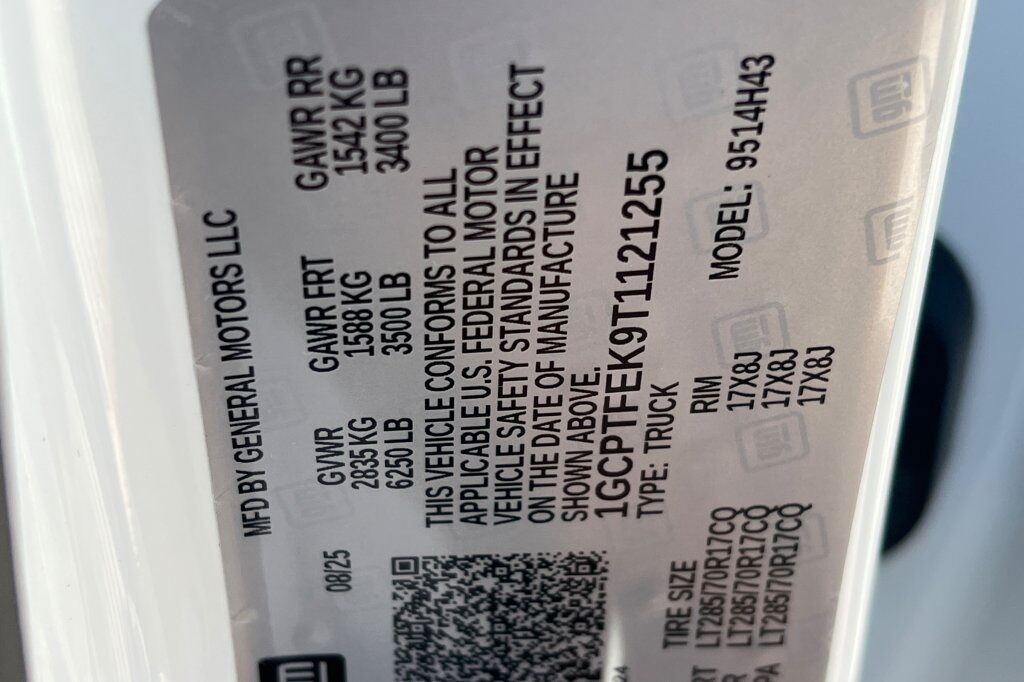 MFD BY GENERAL MOTORS LLC
08/25 GVWR GAWR FRT GAWR RR
2835 KG 1588 KG 1542 KG
6250 LB 3500 LB 3400 LB
THIS VEHICLE CONFORMS TO ALL
APPLICABLE U.S. FEDERAL MOTOR
VEHICLE SAFETY STANDARDS IN EFFECT
ON THE DATE OF MANUFACTURE
SHOWN ABOVE.
1GCPTFEK9T1121255
TYPE: TRUCK
TIRE SIZE RIM MODEL: 9514H43
LT285/70R17CQ 17X8J
LT285/70R17CQ 17X8J
LT285/70R17CQ 17X8J